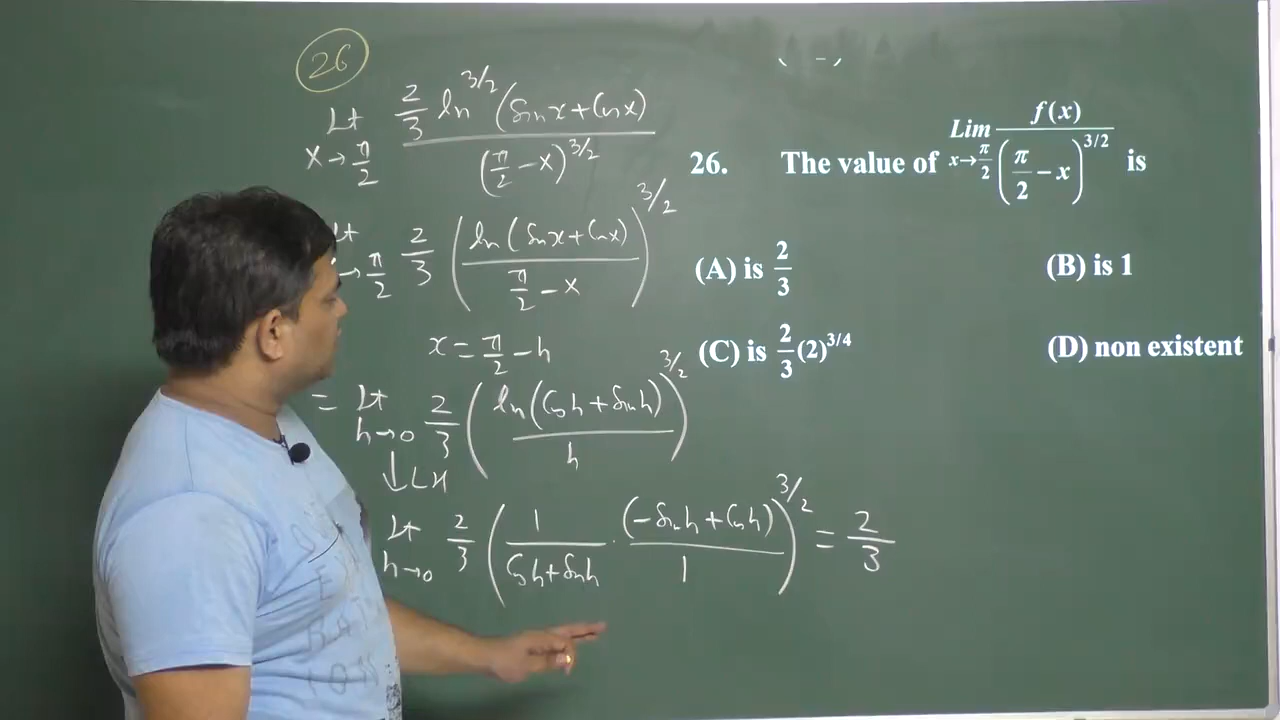 26
Lt x→π/2 2/3 ln^3/2 (sin x + cos x) / (π/2 - x)^3/2
Lt →π/2 2/3 (ln (sin x + cos x) / π/2 - x)^3/2
x = π/2 - h
= Lt h→0 2/3 (ln (cos h + sin h) / h)^3/2
↓LH
Lt h→0 2/3 (1 / cos h + sin h · (- sin h + cos h) / 1)^3/2 = 2/3
26. The value of Lim x→π/2 f(x) / (π/2 - x)^3/2 is
(A) is 2/3 (B) is 1
(C) is 2/3 (2)^3/4 (D) non existent